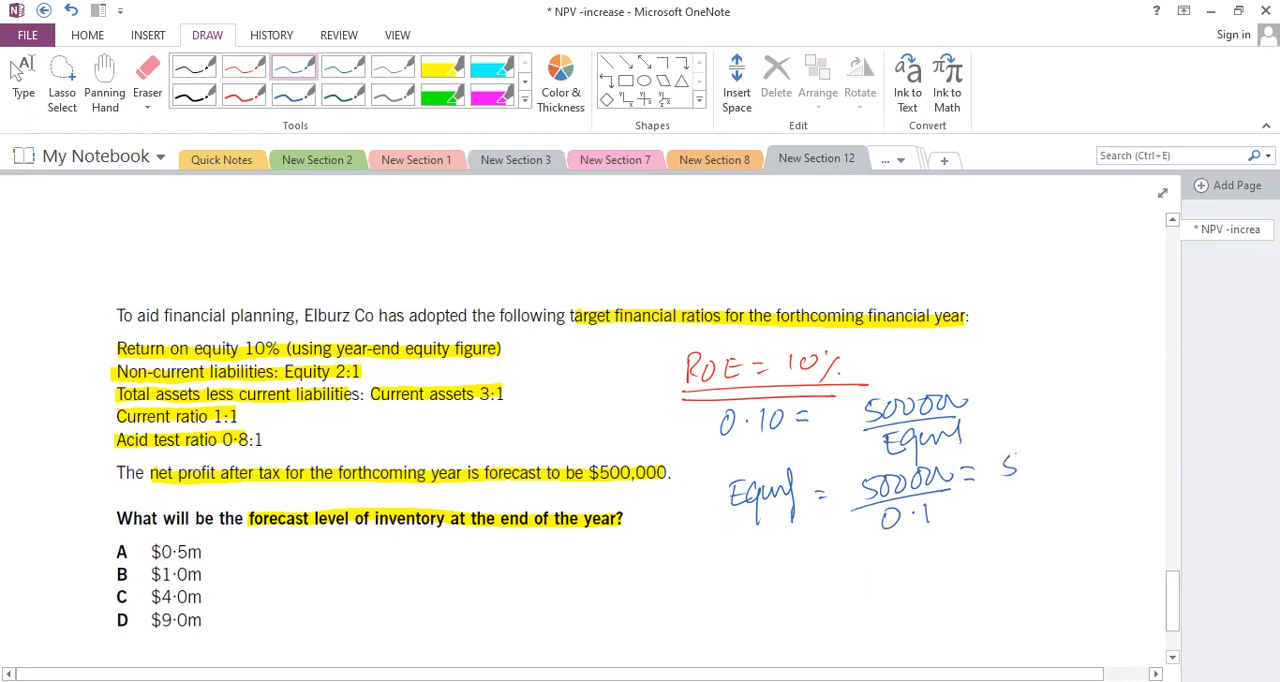 * NPV -increase - Microsoft OneNote
?
FILE HOME INSERT DRAW HISTORY REVIEW VIEW
Sign in
Type Lasso Select Panning Hand Eraser Color & Thickness Insert Space Delete Arrange Rotate Ink to Text Ink to Math
Tools Shapes Edit Convert
My Notebook Quick Notes New Section 2 New Section 1 New Section 3 New Section 7 New Section 8 New Section 12 ... Search (Ctrl+E)
Add Page
* NPV -increa
To aid financial planning, Elburz Co has adopted the following target financial ratios for the forthcoming financial year:
Return on equity 10% (using year-end equity figure)
Non-current liabilities: Equity 2:1
Total assets less current liabilities: Current assets 3:1
Current ratio 1:1
Acid test ratio 0·8:1
The net profit after tax for the forthcoming year is forecast to be $500,000.
What will be the forecast level of inventory at the end of the year?
A $0·5m
B $1·0m
C $4·0m
D $9·0m
ROE = 10%
0.10 = 500000
Equity
Equity = 500000 = 5
0.1